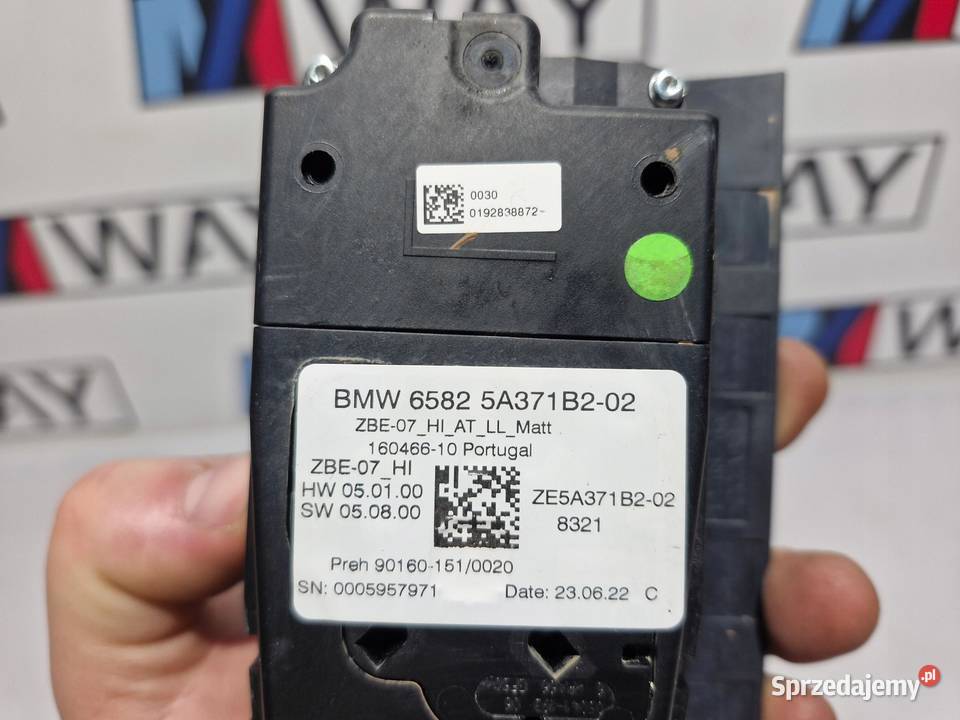 WAY
0030
0192838872-
BMW 6582 5A371B2-02
ZBE-07_HI_AT_LL_Matt
160466-10 Portugal
ZBE-07_HI
HW 05.01.00
SW 05.08.00
ZE5A371B2-02
8321
Preh 90160-151/0020
SN: 0005957971
Date: 23.06.22 C
Sprzedajemy.pl